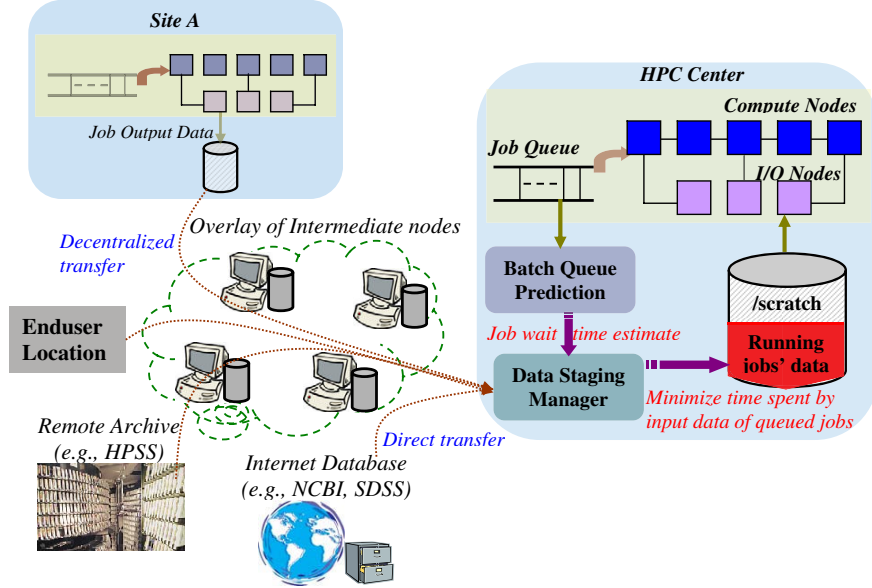 Site A
Job Output Data
HPC Center
Compute Nodes
Job Queue
I/O Nodes
Overlay of Intermediate nodes
Decentralized
transfer
Batch Queue
Prediction
/scratch
Enduser
Location
Job wait time estimate
Running
jobs' data
Data Staging
Manager
Minimize time spent by
input data of queued jobs
Remote Archive
(e.g., HPSS)
Direct transfer
Internet Database
(e.g., NCBI, SDSS)